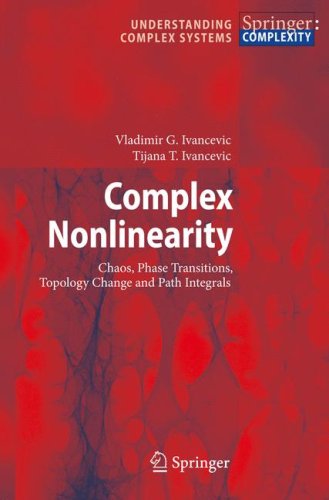 UNDERSTANDING
COMPLEX SYSTEMS
Springer:
COMPLEXITY
Vladimir G. Ivancevic
Tijana T. Ivancevic
Complex
Nonlinearity
Chaos, Phase Transitions,
Topology Change and Path Integrals
Springer